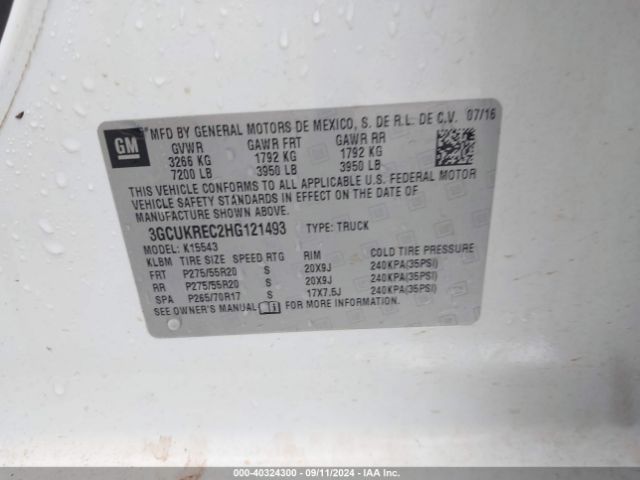 GM
MFD BY GENERAL MOTORS DE MEXICO, S. DE R.L. DE C.V. 07/16
GVWR GAWR FRT GAWR RR
3266 KG 1792 KG 1792 KG
7200 LB 3950 LB 3950 LB
THIS VEHICLE CONFORMS TO ALL APPLICABLE U.S. FEDERAL MOTOR
VEHICLE SAFETY STANDARDS IN EFFECT ON THE DATE OF
MANUFACTURE SHOWN ABOVE.
3GCUKREC2HG121493 TYPE: TRUCK
MODEL: K15543
KLBM TIRE SIZE SPEED RTG RIM COLD TIRE PRESSURE
FRT P275/55R20 S 20X9J 240KPA(35PSI)
RR P275/55R20 S 20X9J 240KPA(35PSI)
SPA P265/70R17 S 17X7.5J 240KPA(35PSI)
SEE OWNER'S MANUAL FOR MORE INFORMATION.
000-40324300 - 09/11/2024 - IAA Inc.